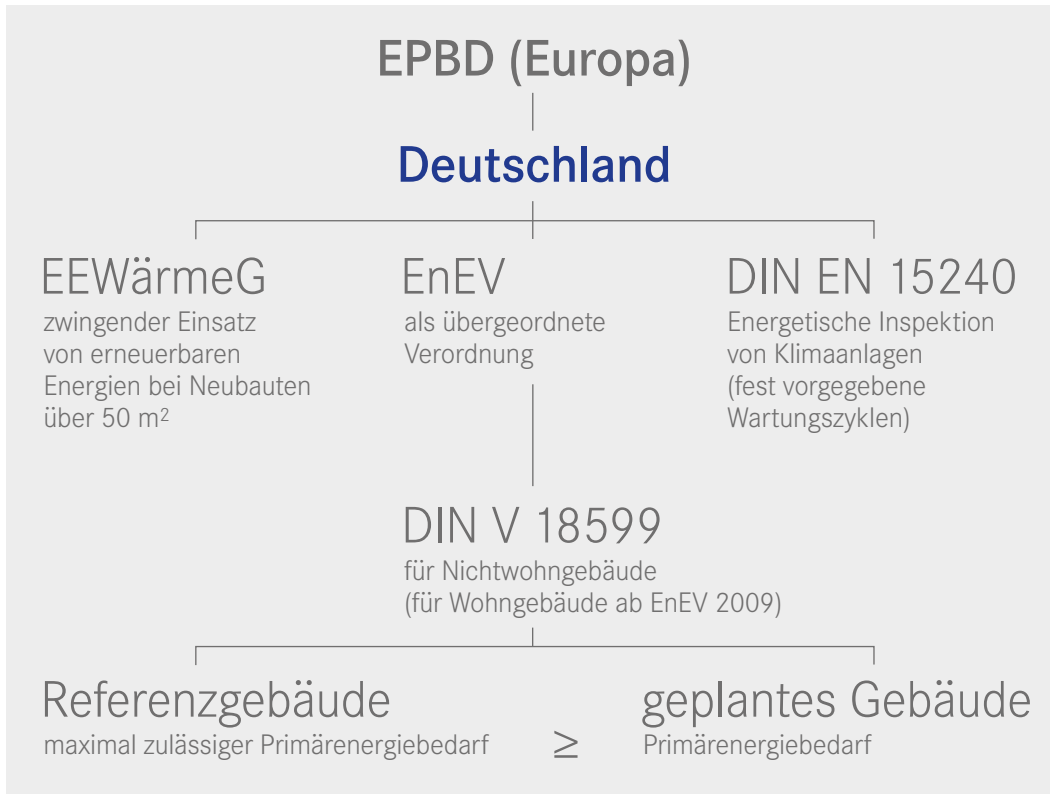 EPBD (Europa)
Deutschland
EEWärmeG
zwingender Einsatz
von erneuerbaren
Energien bei Neubauten
über 50 m²
EnEV
als übergeordnete
Verordnung
DIN EN 15240
Energetische Inspektion
von Klimaanlagen
(fest vorgegebene
Wartungszyklen)
DIN V 18599
für Nichtwohngebäude
(für Wohngebäude ab EnEV 2009)
Referenzgebäude
maximal zulässiger Primärenergiebedarf
≥
geplantes Gebäude
Primärenergiebedarf